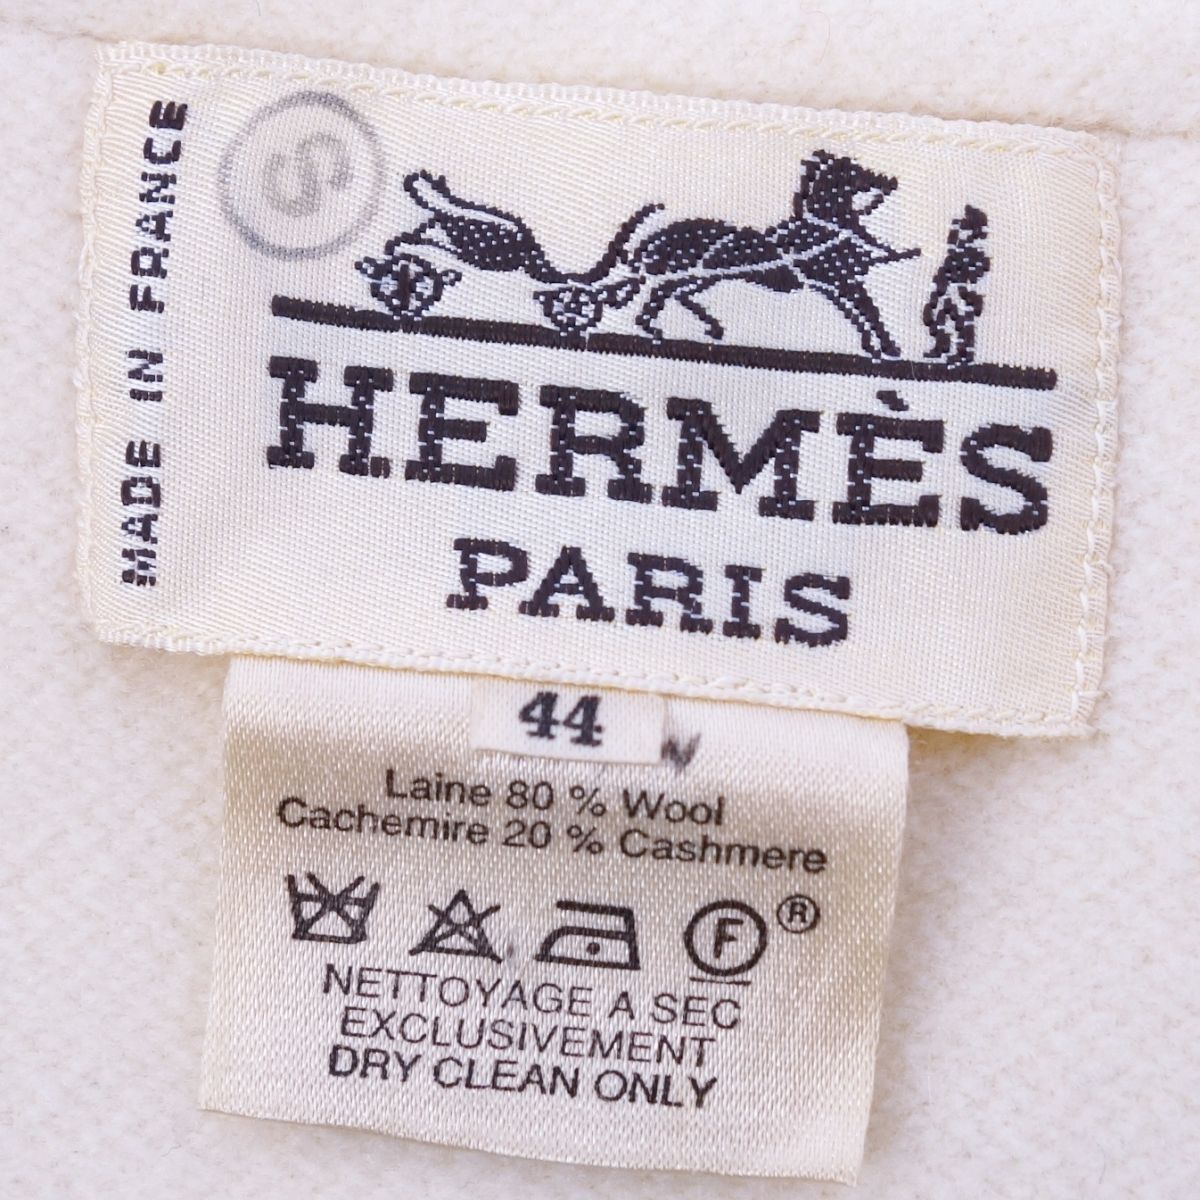 MADE IN FRANCE
S
HERMÈS
PARIS
44
Laine 80 % Wool
Cachemire 20 % Cashmere
F ®
NETTOYAGE A SEC
EXCLUSIVEMENT
DRY CLEAN ONLY